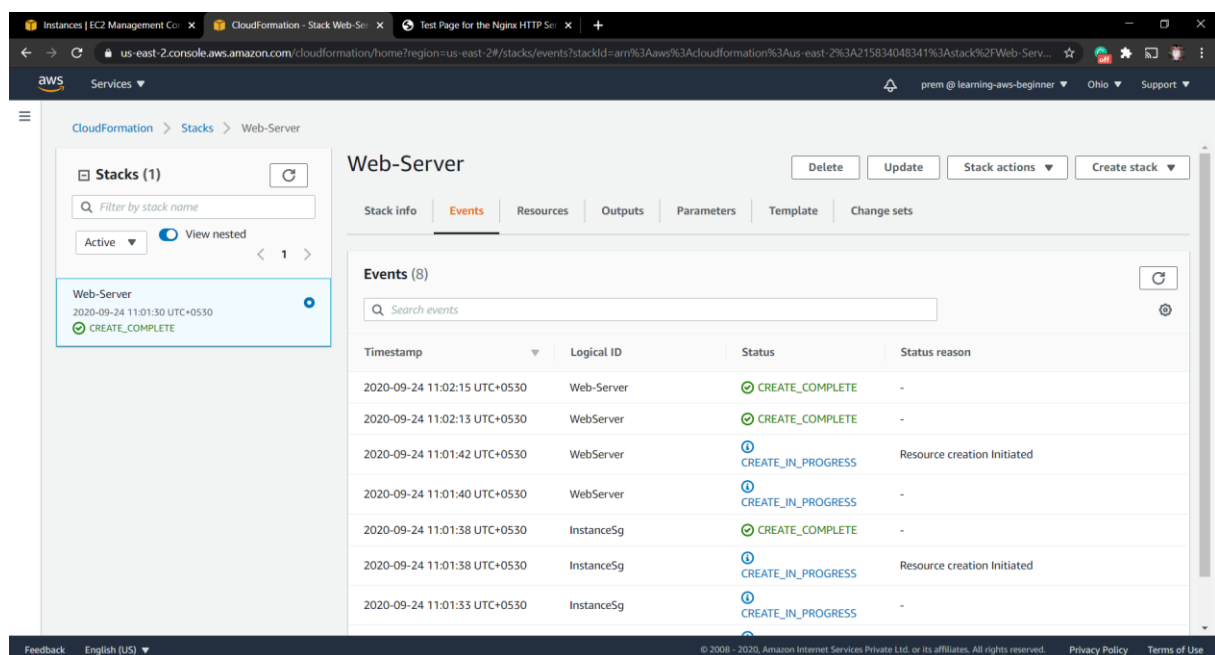 Instances | EC2 Management Co
CloudFormation - Stack Web-Se
Test Page for the Nginx HTTP Se
us-east-2.console.aws.amazon.com/cloudformation/home?region=us-east-2#/stacks/events?stackId=arn%3Aaws%3Acloudformation%3Aus-east-2%3A215834048341%3Astack%2FWeb-Serv...
off
aws Services ▼ prem @ learning-aws-beginner ▼ Ohio ▼ Support ▼
CloudFormation > Stacks > Web-Server
Stacks (1)
Filter by stack name
Active ▼ View nested
< 1 >
Web-Server
2020-09-24 11:01:30 UTC+0530
CREATE_COMPLETE
Web-Server Delete Update Stack actions ▼ Create stack ▼
Stack info Events Resources Outputs Parameters Template Change sets
Events (8)
Search events
Timestamp Logical ID Status Status reason
2020-09-24 11:02:15 UTC+0530 Web-Server CREATE_COMPLETE -
2020-09-24 11:02:13 UTC+0530 WebServer CREATE_COMPLETE -
2020-09-24 11:01:42 UTC+0530 WebServer CREATE_IN_PROGRESS Resource creation Initiated
2020-09-24 11:01:40 UTC+0530 WebServer CREATE_IN_PROGRESS -
2020-09-24 11:01:38 UTC+0530 InstanceSg CREATE_COMPLETE -
2020-09-24 11:01:38 UTC+0530 InstanceSg CREATE_IN_PROGRESS Resource creation Initiated
2020-09-24 11:01:33 UTC+0530 InstanceSg CREATE_IN_PROGRESS -
Feedback English (US) ▼ © 2008 - 2020, Amazon Internet Services Private Ltd. or its affiliates. All rights reserved. Privacy Policy Terms of Use